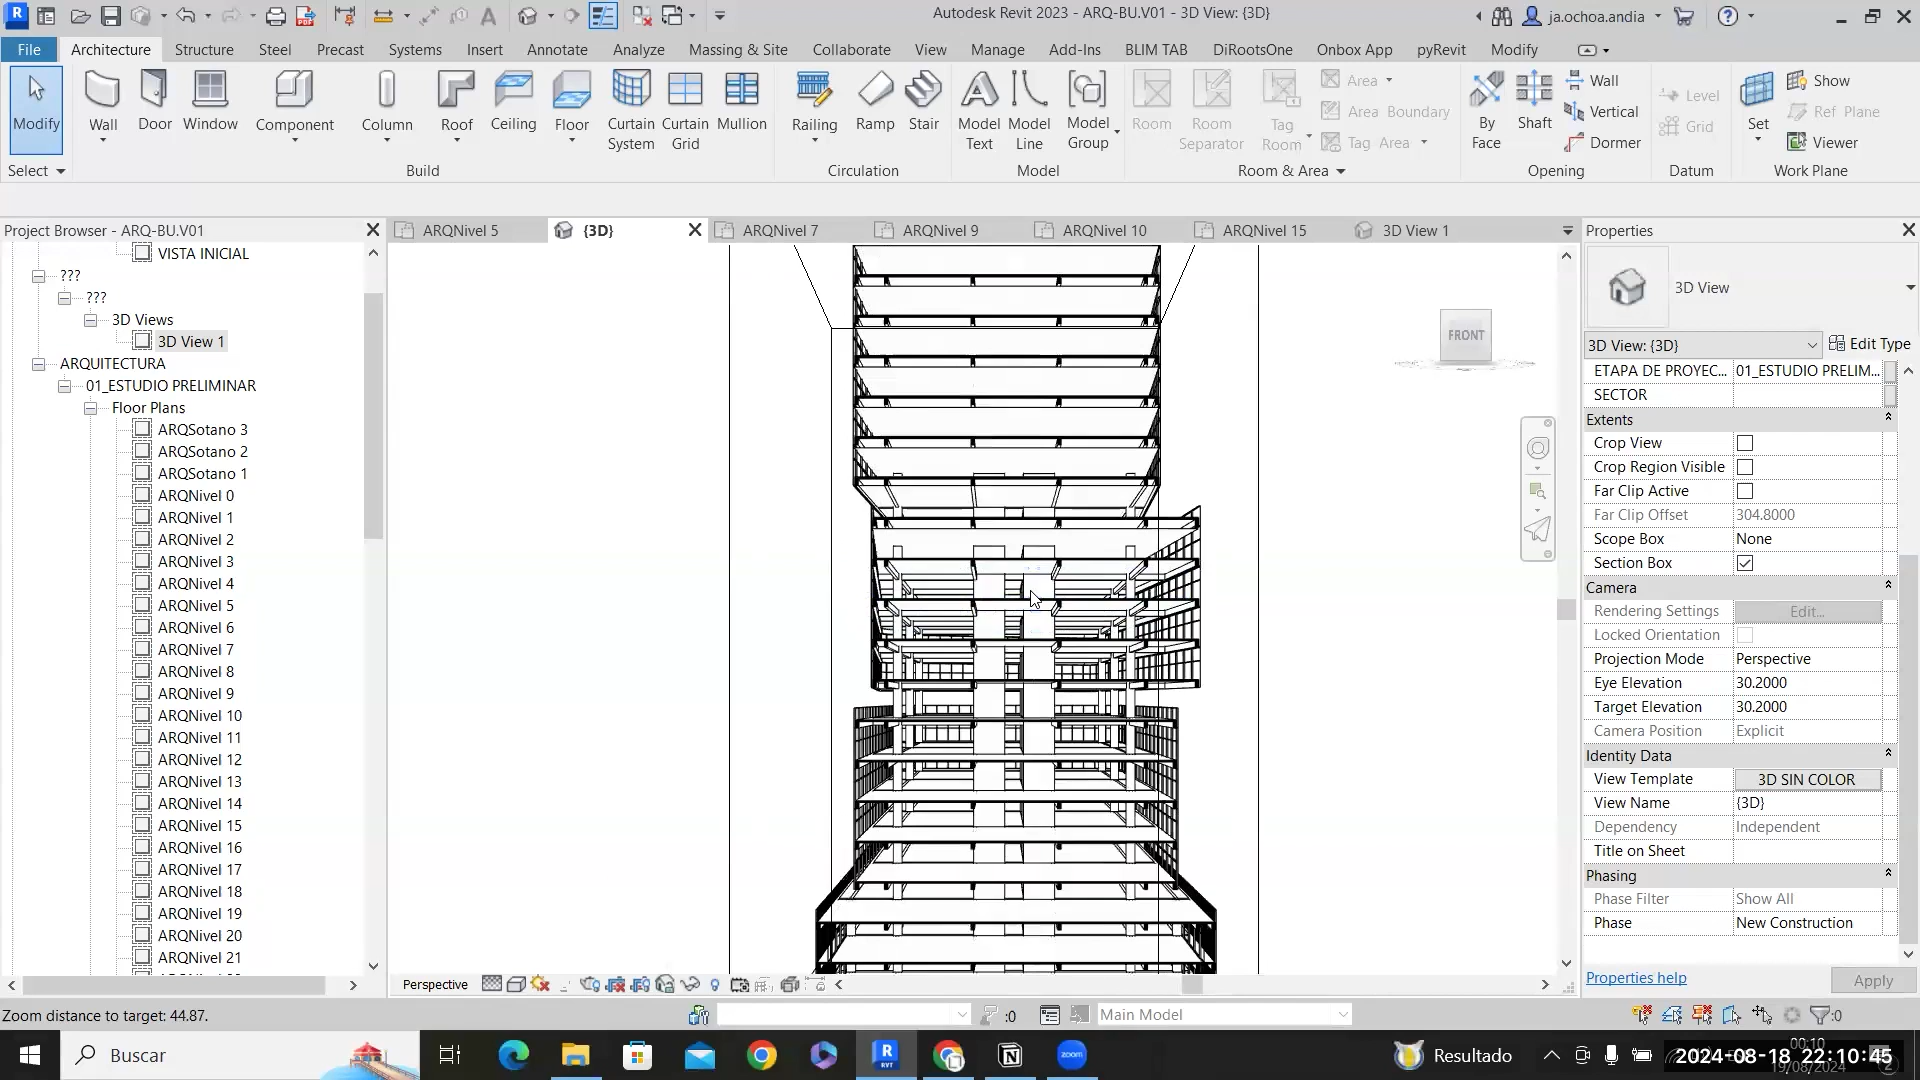 Autodesk Revit 2023 - ARQ-BU.V01 - 3D View: {3D}
ja.ochoa.andia
File Architecture Structure Steel Precast Systems Insert Annotate Analyze Massing & Site Collaborate View Manage Add-Ins BLIM TAB DiRootsOne Onbox App pyRevit Modify
Modify Wall Door Window Component Column Roof Ceiling Floor Curtain System Curtain Grid Mullion Railing Ramp Stair Model Text Model Line Model Group Room Room Separator Tag Room
Area
Area Boundary
Tag Area
By Face
Shaft
Wall
Vertical
Dormer
Level
Grid
Set
Show
Ref Plane
Viewer
Select Build Circulation Model Room & Area Opening Datum Work Plane
Project Browser - ARQ-BU.V01
ARQNivel 5 {3D} ARQNivel 7 ARQNivel 9 ARQNivel 10 ARQNivel 15 3D View 1
VISTA INICIAL
???
???
3D Views
3D View 1
ARQUITECTURA
01_ESTUDIO PRELIMINAR
Floor Plans
ARQSotano 3
ARQSotano 2
ARQSotano 1
ARQNivel 0
ARQNivel 1
ARQNivel 2
ARQNivel 3
ARQNivel 4
ARQNivel 5
ARQNivel 6
ARQNivel 7
ARQNivel 8
ARQNivel 9
ARQNivel 10
ARQNivel 11
ARQNivel 12
ARQNivel 13
ARQNivel 14
ARQNivel 15
ARQNivel 16
ARQNivel 17
ARQNivel 18
ARQNivel 19
ARQNivel 20
ARQNivel 21
FRONT
Properties
3D View
3D View: {3D} Edit Type
ETAPA DE PROYEC... 01_ESTUDIO PRELIM...
SECTOR
Extents
Crop View
Crop Region Visible
Far Clip Active
Far Clip Offset 304.8000
Scope Box None
Section Box
Camera
Rendering Settings Edit...
Locked Orientation
Projection Mode Perspective
Eye Elevation 30.2000
Target Elevation 30.2000
Camera Position Explicit
Identity Data
View Template 3D SIN COLOR
View Name {3D}
Dependency Independent
Title on Sheet
Phasing
Phase Filter Show All
Phase New Construction
Properties help Apply
Perspective
Zoom distance to target: 44.87.
:0
Main Model
:0
Buscar
RVT
zoom
Resultado
00:10
19/08/2024
2024-08-18 22:10:45
2